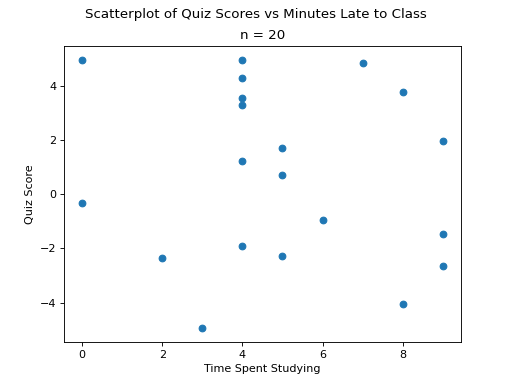 Scatterplot of Quiz Scores vs Minutes Late to Class
n = 20
4
2
0
−2
−4
Quiz Score
0 2 4 6 8
Time Spent Studying